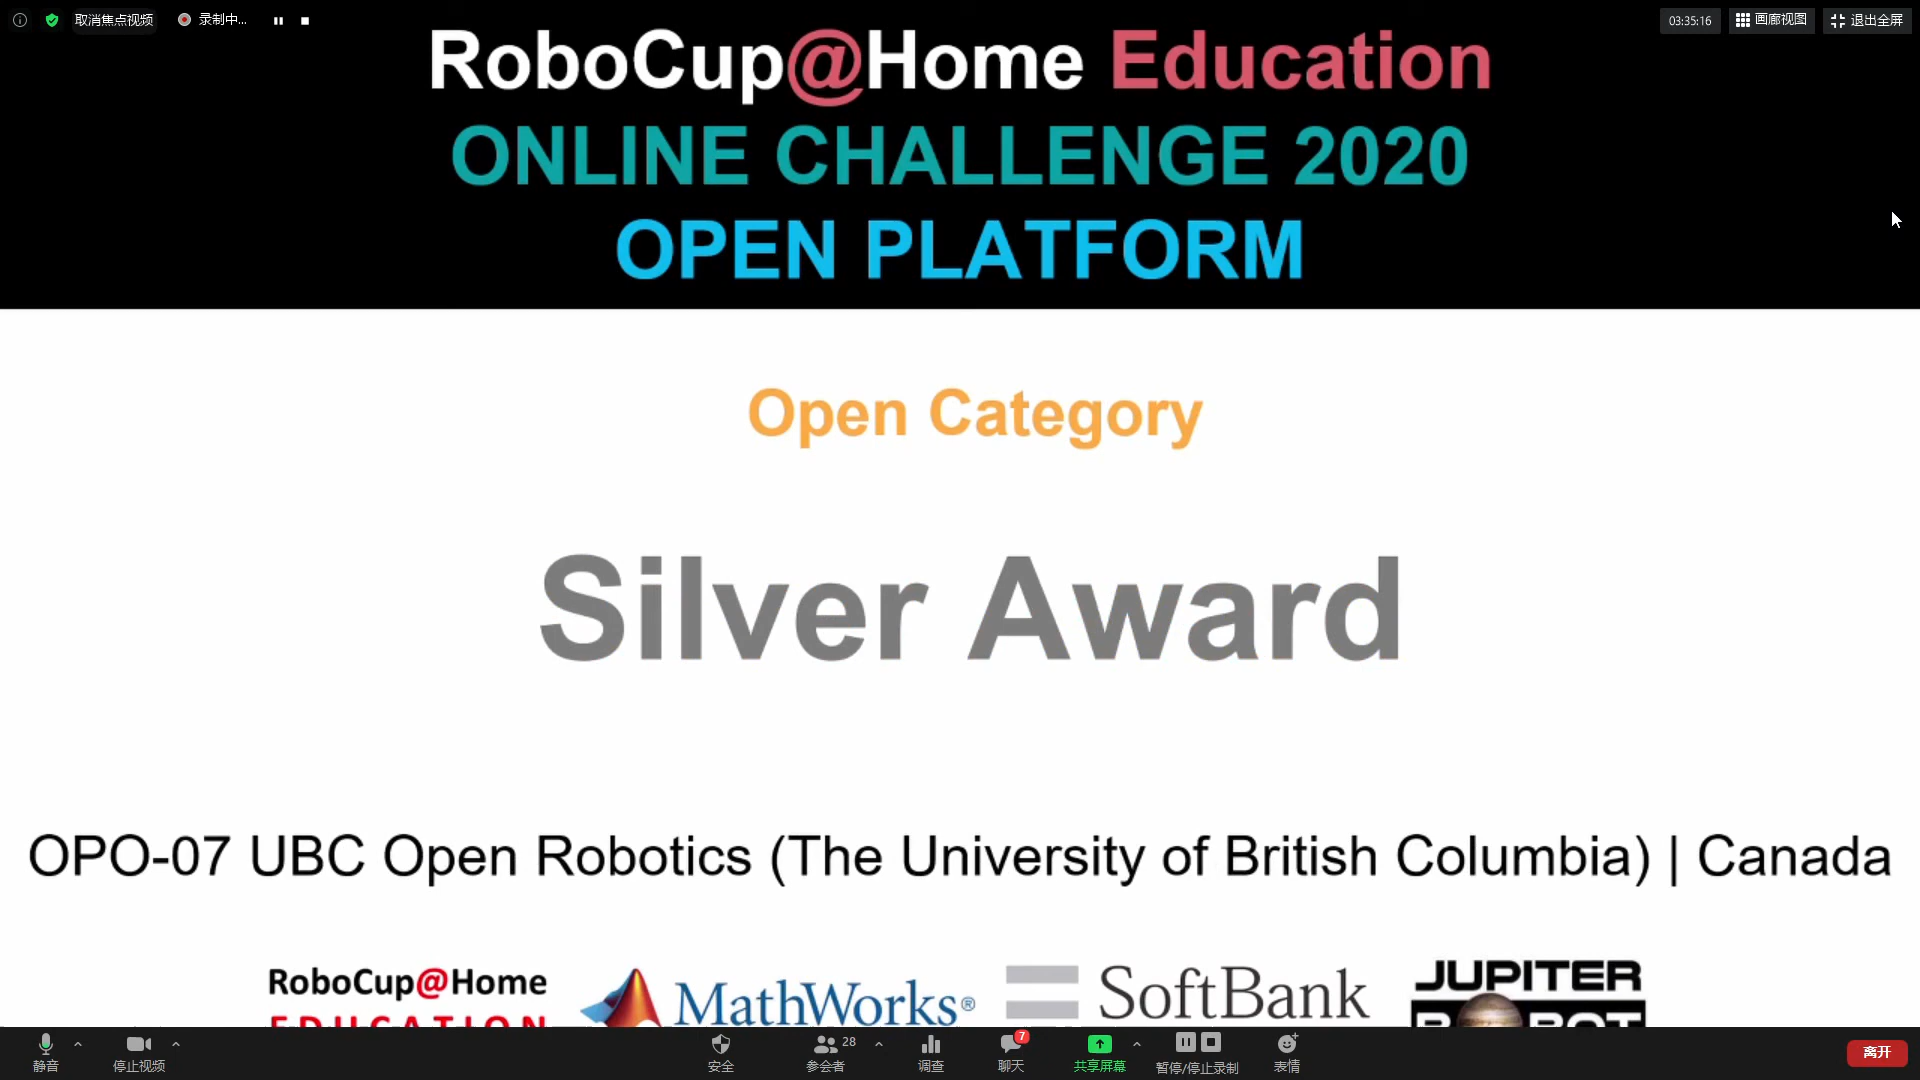 取消焦点视频 录制中... 03:35:16 画廊视图 退出全屏
RoboCup@Home Education
ONLINE CHALLENGE 2020
OPEN PLATFORM
Open Category
Silver Award
OPO-07 UBC Open Robotics (The University of British Columbia) | Canada
RoboCup@Home
EDUCATION
MathWorks®
SoftBank
JUPITER
ROBOT
静音 停止视频 安全 参会者 28 调查 聊天 7 共享屏幕 暂停/停止录制 表情 离开